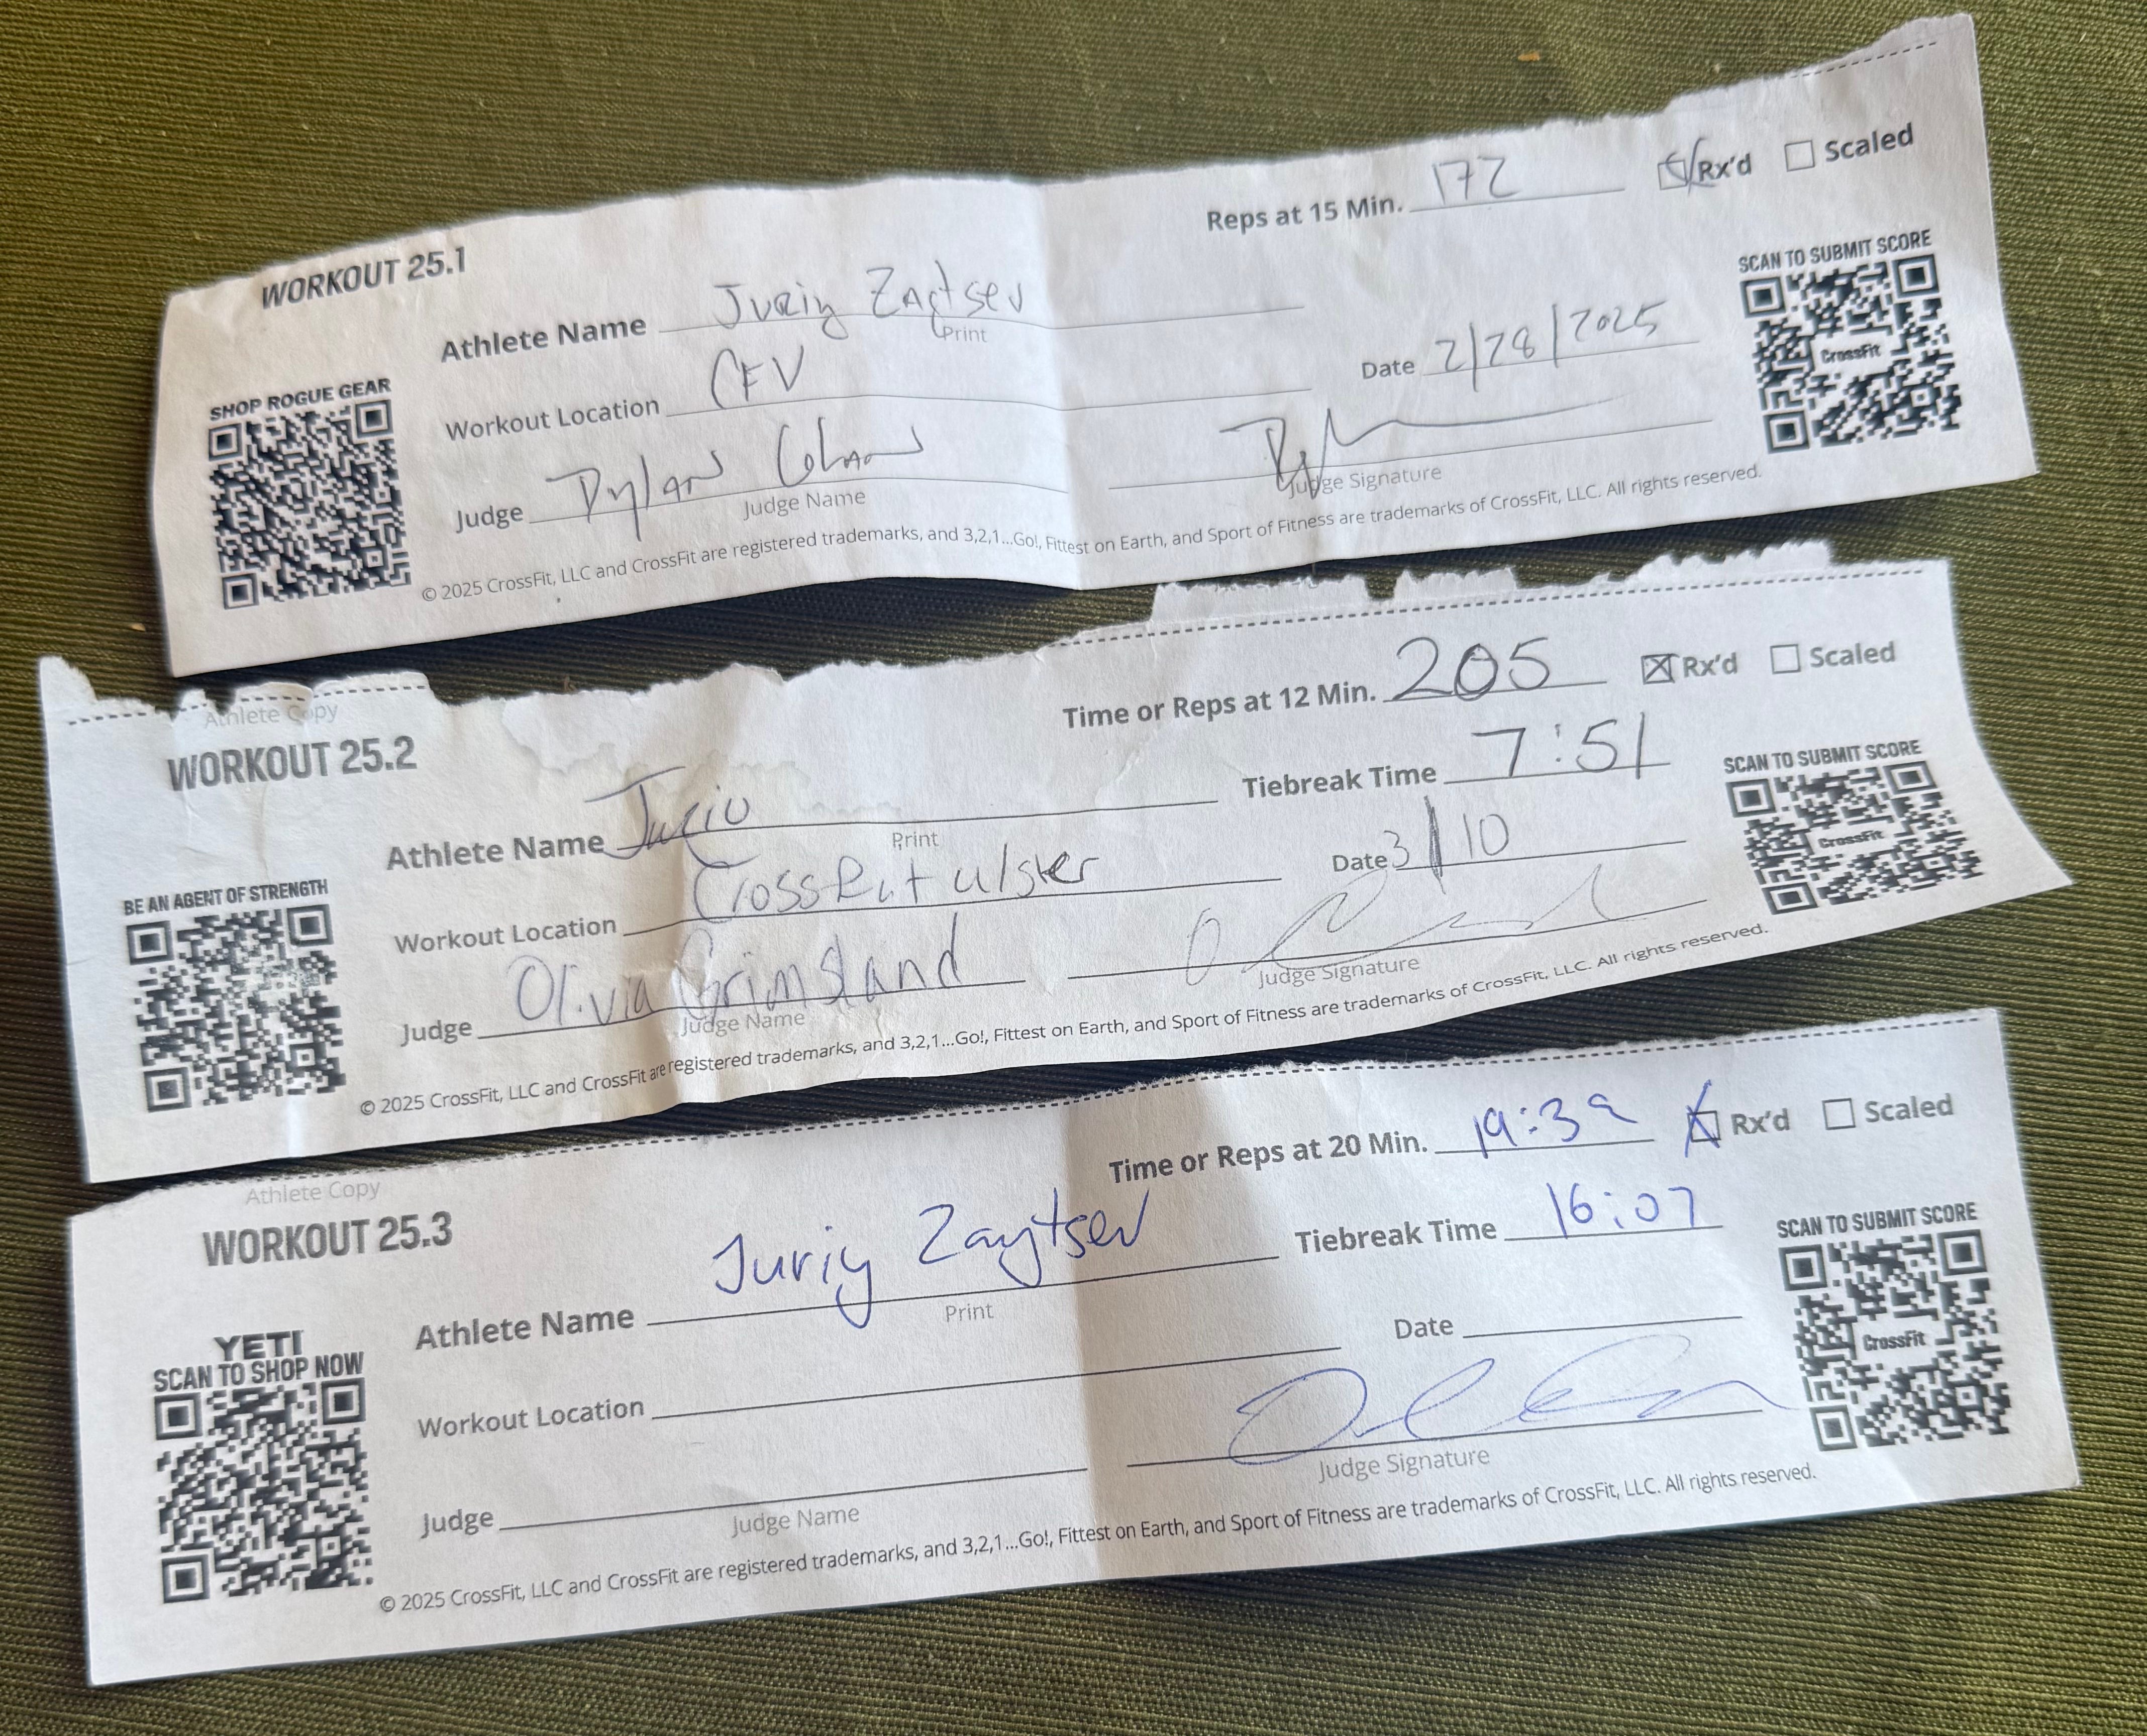 Reps at 15 Min. 172 Rx'd Scaled
WORKOUT 25.1
SCAN TO SUBMIT SCORE
Athlete Name Juriy Zaytsev
Print
CrossFit
Date 2/28/2025
SHOP ROGUE GEAR
Workout Location CFV
Judge Dylan
Judge Name
Judge Signature
© 2025 CrossFit, LLC and CrossFit are registered trademarks, and 3,2,1...Go!, Fittest on Earth, and Sport of Fitness are trademarks of CrossFit, LLC. All rights reserved.
Athlete Copy
Time or Reps at 12 Min. 205 Rx'd Scaled
WORKOUT 25.2
Tiebreak Time 7:51
SCAN TO SUBMIT SCORE
Athlete Name
Print
CrossFit
Date 3/10
BE AN AGENT OF STRENGTH
Workout Location Ulster
Judge Olivia Grimsland
Judge Name
Judge Signature
© 2025 CrossFit, LLC and CrossFit are registered trademarks, and 3,2,1...Go!, Fittest on Earth, and Sport of Fitness are trademarks of CrossFit, LLC. All rights reserved.
Athlete Copy
Time or Reps at 20 Min. 19:39 Rx'd Scaled
WORKOUT 25.3
Tiebreak Time 16:07
SCAN TO SUBMIT SCORE
Athlete Name Juriy Zaytsev
Print
Date
CrossFit
YETI
SCAN TO SHOP NOW
Workout Location
Judge
Judge Name
Judge Signature
© 2025 CrossFit, LLC and CrossFit are registered trademarks, and 3,2,1...Go!, Fittest on Earth, and Sport of Fitness are trademarks of CrossFit, LLC. All rights reserved.